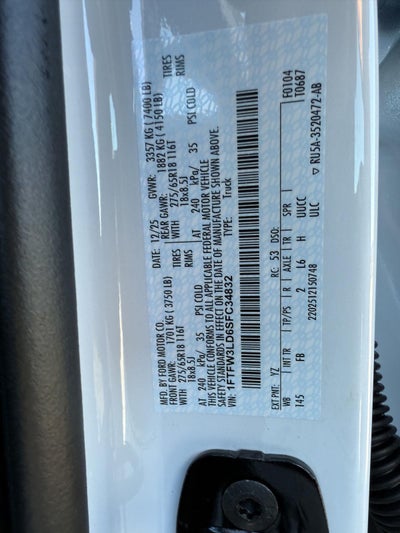 MFD. BY FORD MOTOR CO.
DATE: 12/25 GVWR: 3357 KG ( 7400 LB)
FRONT GAWR: 1701 KG ( 3750 LB) REAR GAWR: 1882 KG ( 4150 LB)
WITH 275/65R18 116T TIRES WITH 275/65R18 116T TIRES
18x8.5J RIMS 18x8.5J RIMS
AT 240 kPa/ 35 PSI COLD AT 240 kPa/ 35 PSI COLD
THIS VEHICLE CONFORMS TO ALL APPLICABLE FEDERAL MOTOR VEHICLE
SAFETY STANDARDS IN EFFECT ON THE DATE OF MANUFACTURE SHOWN ABOVE.
VIN: 1FTFW3LD6SFC34832 TYPE: Truck
F0104
T0687
EXT PNT: YZ RC: 53 DSO:
WB INT TR TP/PS R AXLE TR SPR
145 FB 2 L6 H UUCC
ULC
2202512150748 ▽ RU5A-3520472-AB